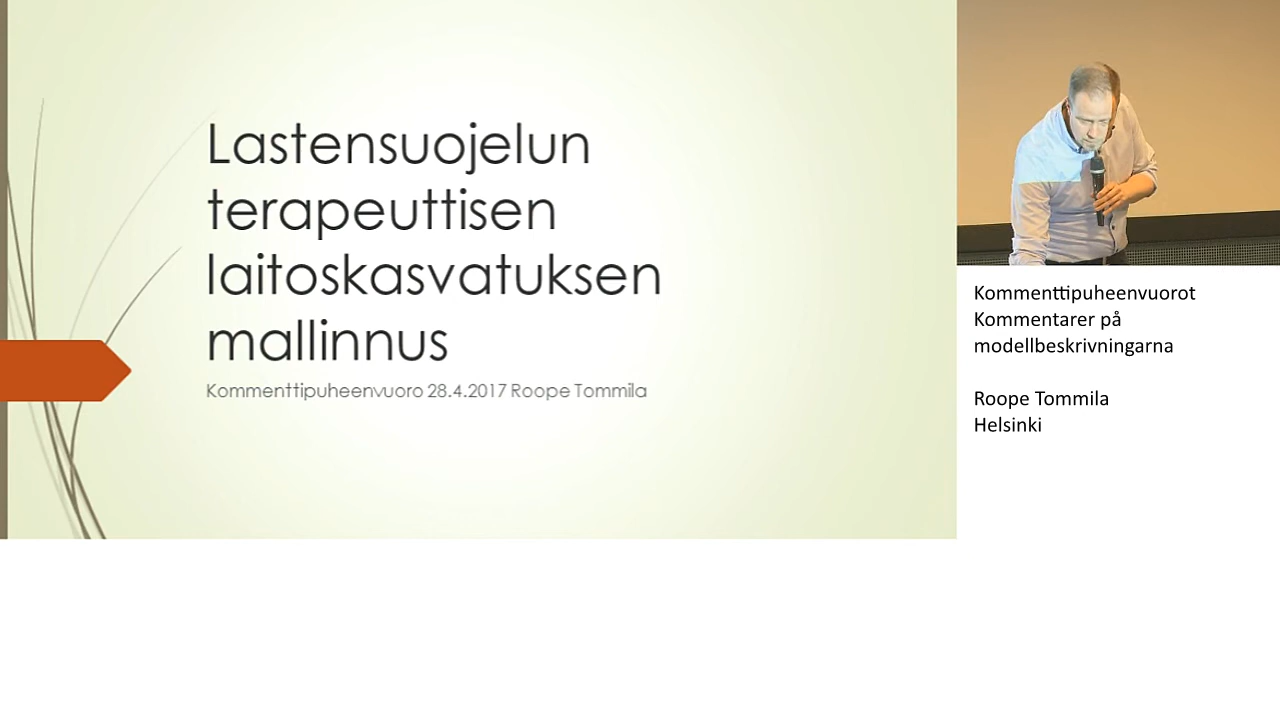 Lastensuojelun
terapeuttisen
laitoskasvatuksen
mallinnus
Kommenttipuheenvuoro 28.4.2017 Roope Tommila
Kommenttipuheenvuorot
Kommentarer på
modellbeskrivningarna
Roope Tommila
Helsinki